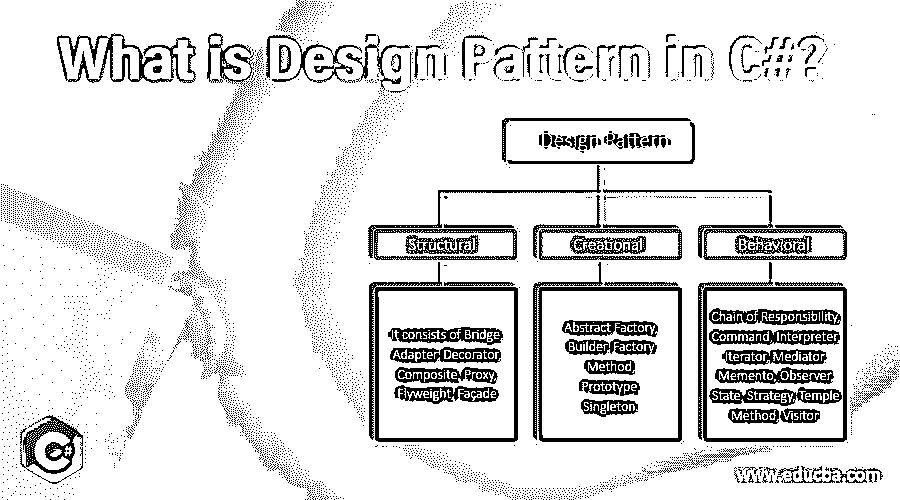 What is Design Pattern in C#?
Design Pattern
Structural
Creational
Behavioral
It consists of Bridge
Adapter, Decorator,
Composite, Proxy,
Flyweight, Façade
Abstract Factory,
Builder, Factory
Method,
Prototype
Singleton.
Chain of Responsibility,
Command, Interpreter,
Iterator, Mediator
Memento, Observer
State, Strategy, Temple
Method, Visitor
C#
www.educba.com